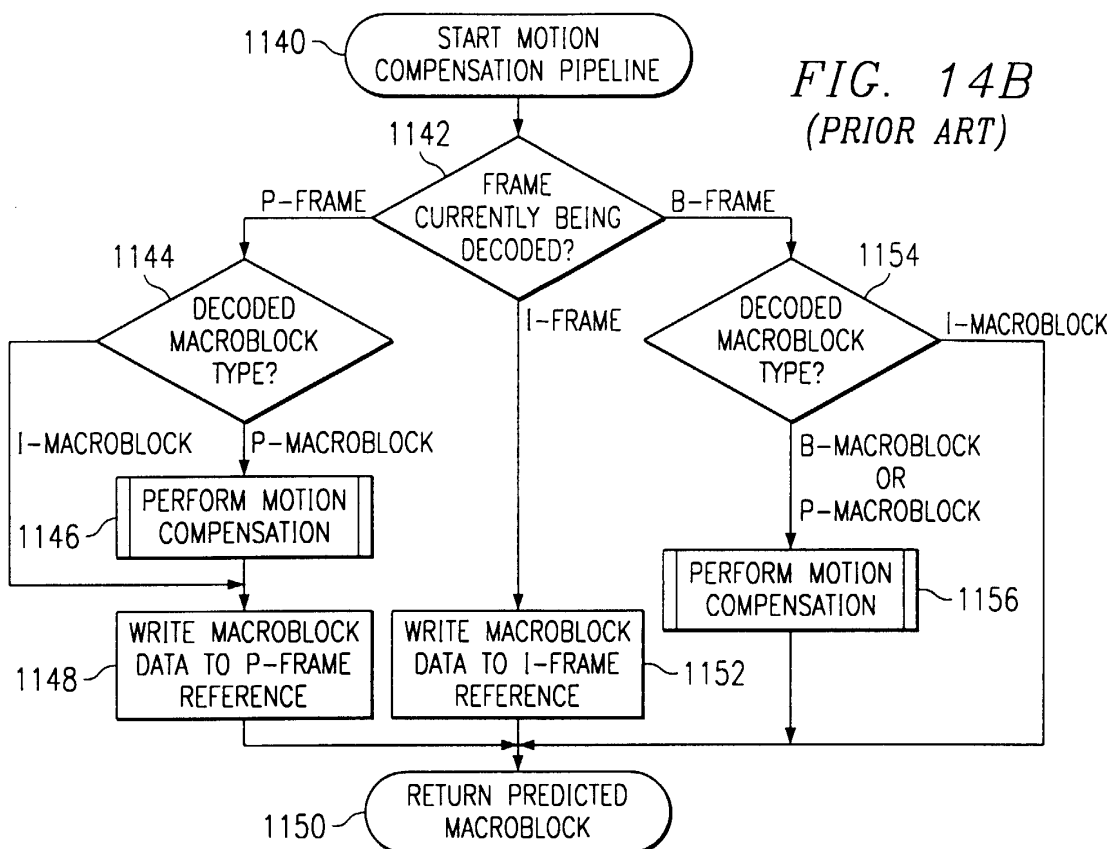 1140
START MOTION
COMPENSATION PIPELINE
FIG. 14B
(PRIOR ART)
1142
P-FRAME
FRAME
CURRENTLY BEING
DECODED?
B-FRAME
1144
DECODED
MACROBLOCK
TYPE?
I-FRAME
1154
DECODED
MACROBLOCK
TYPE?
I-MACROBLOCK
I-MACROBLOCK
P-MACROBLOCK
B-MACROBLOCK
OR
P-MACROBLOCK
1146
PERFORM MOTION
COMPENSATION
PERFORM MOTION
COMPENSATION
1156
1148
WRITE MACROBLOCK
DATA TO P-FRAME
REFERENCE
WRITE MACROBLOCK
DATA TO I-FRAME
REFERENCE
1152
1150
RETURN PREDICTED
MACROBLOCK